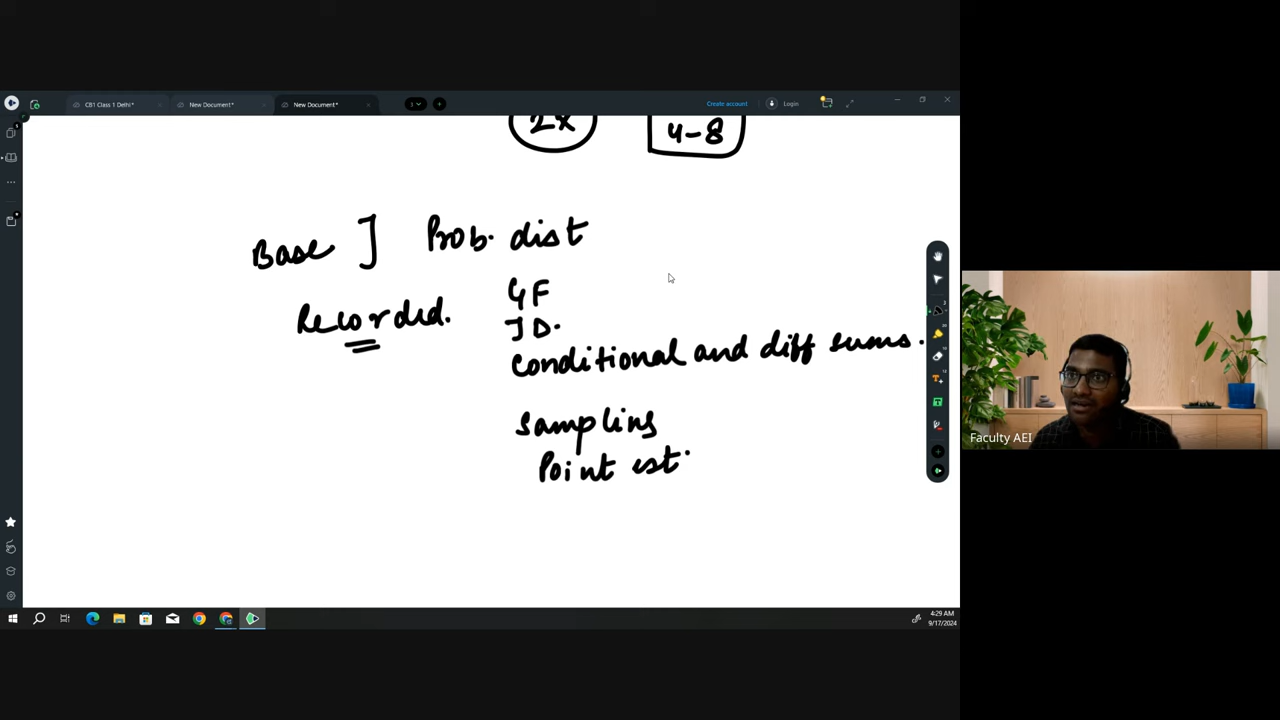 CB1 Class 1 Delhi*
New Document*
New Document*
1
Create account
Login
2x
4-8
Base ] Prob. dist
Recorded.
GF
JD.
conditional and diff sums.
Sampling
Point est.
Faculty AEI
4:29 AM
9/17/2024